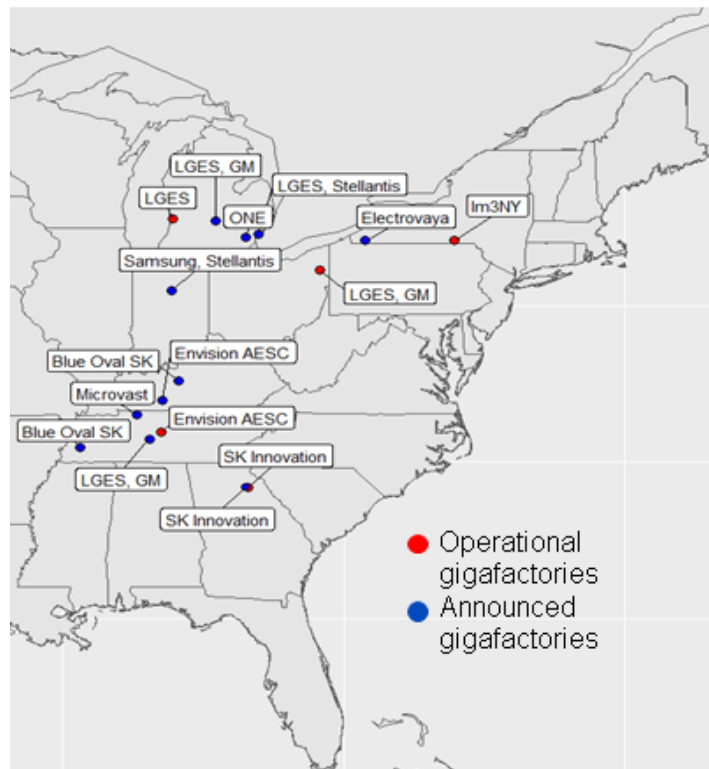 LGES, GM
LGES, Stellantis
LGES
ONE
Electrovaya
Im3NY
Samsung, Stellantis
LGES, GM
Blue Oval SK
Envision AESC
Microvast
Envision AESC
Blue Oval SK
SK Innovation
LGES, GM
SK Innovation
Operational
gigafactories
Announced
gigafactories